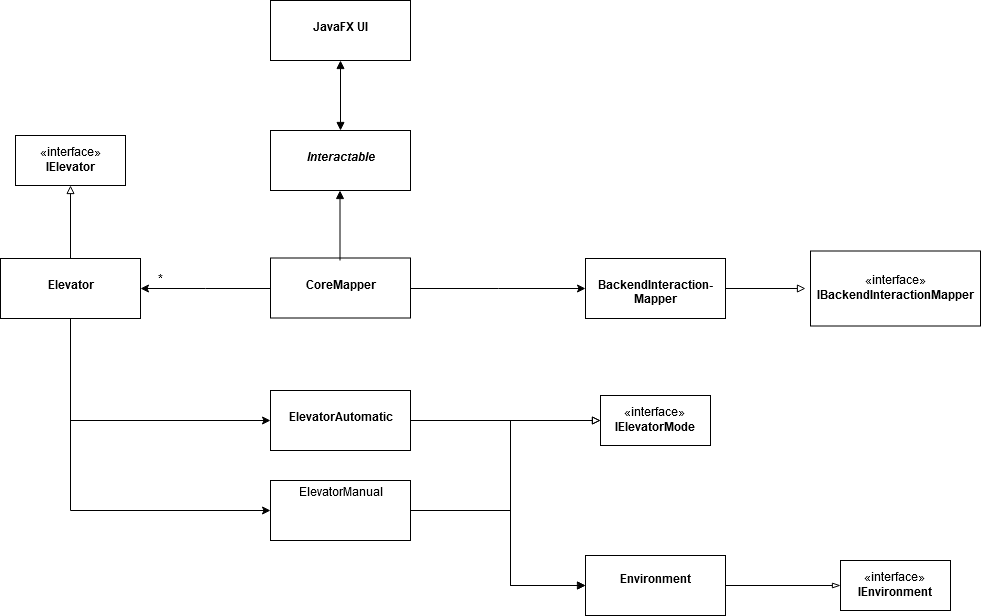 JavaFX UI
Interactable
«interface»
IElevator
Elevator
*
CoreMapper
BackendInteraction-
Mapper
«interface»
IBackendInteractionMapper
ElevatorAutomatic
«interface»
IElevatorMode
ElevatorManual
Environment
«interface»
IEnvironment